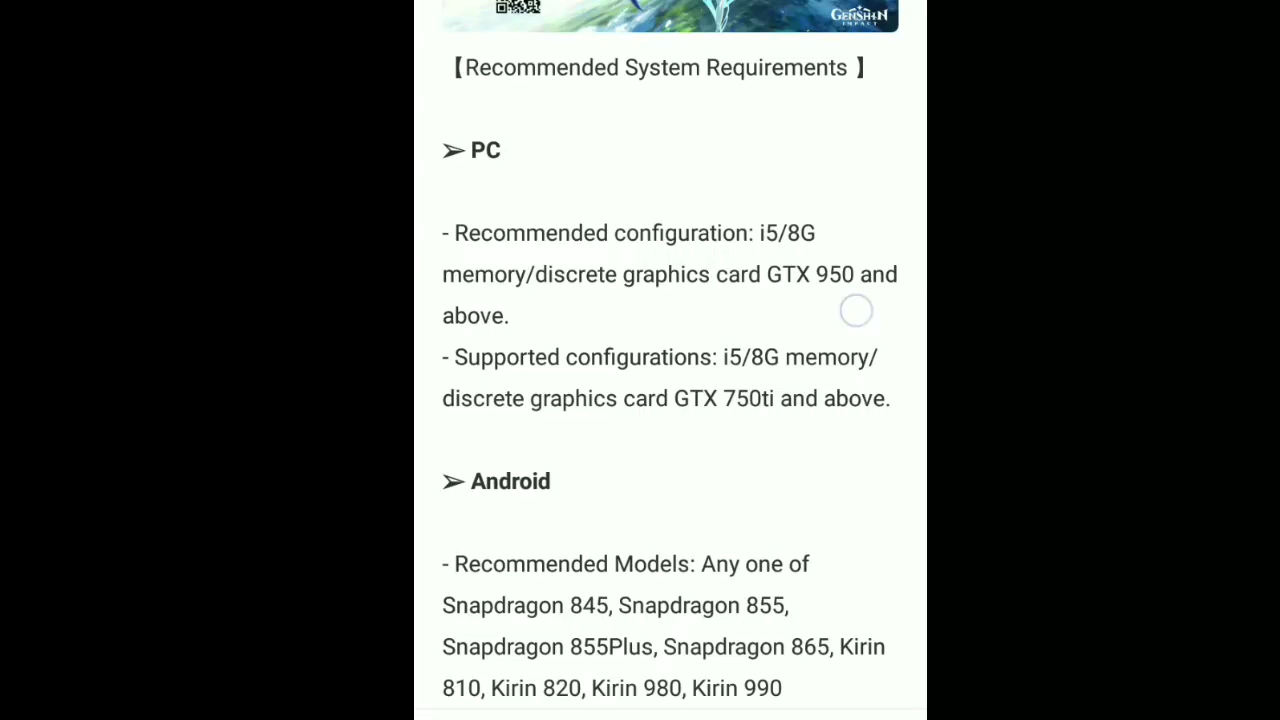 GENSHIN
IMPACT
【Recommended System Requirements 】
➢ PC
- Recommended configuration: i5/8G
memory/discrete graphics card GTX 950 and
above.
- Supported configurations: i5/8G memory/
discrete graphics card GTX 750ti and above.
➢ Android
- Recommended Models: Any one of
Snapdragon 845, Snapdragon 855,
Snapdragon 855Plus, Snapdragon 865, Kirin
810, Kirin 820, Kirin 980, Kirin 990